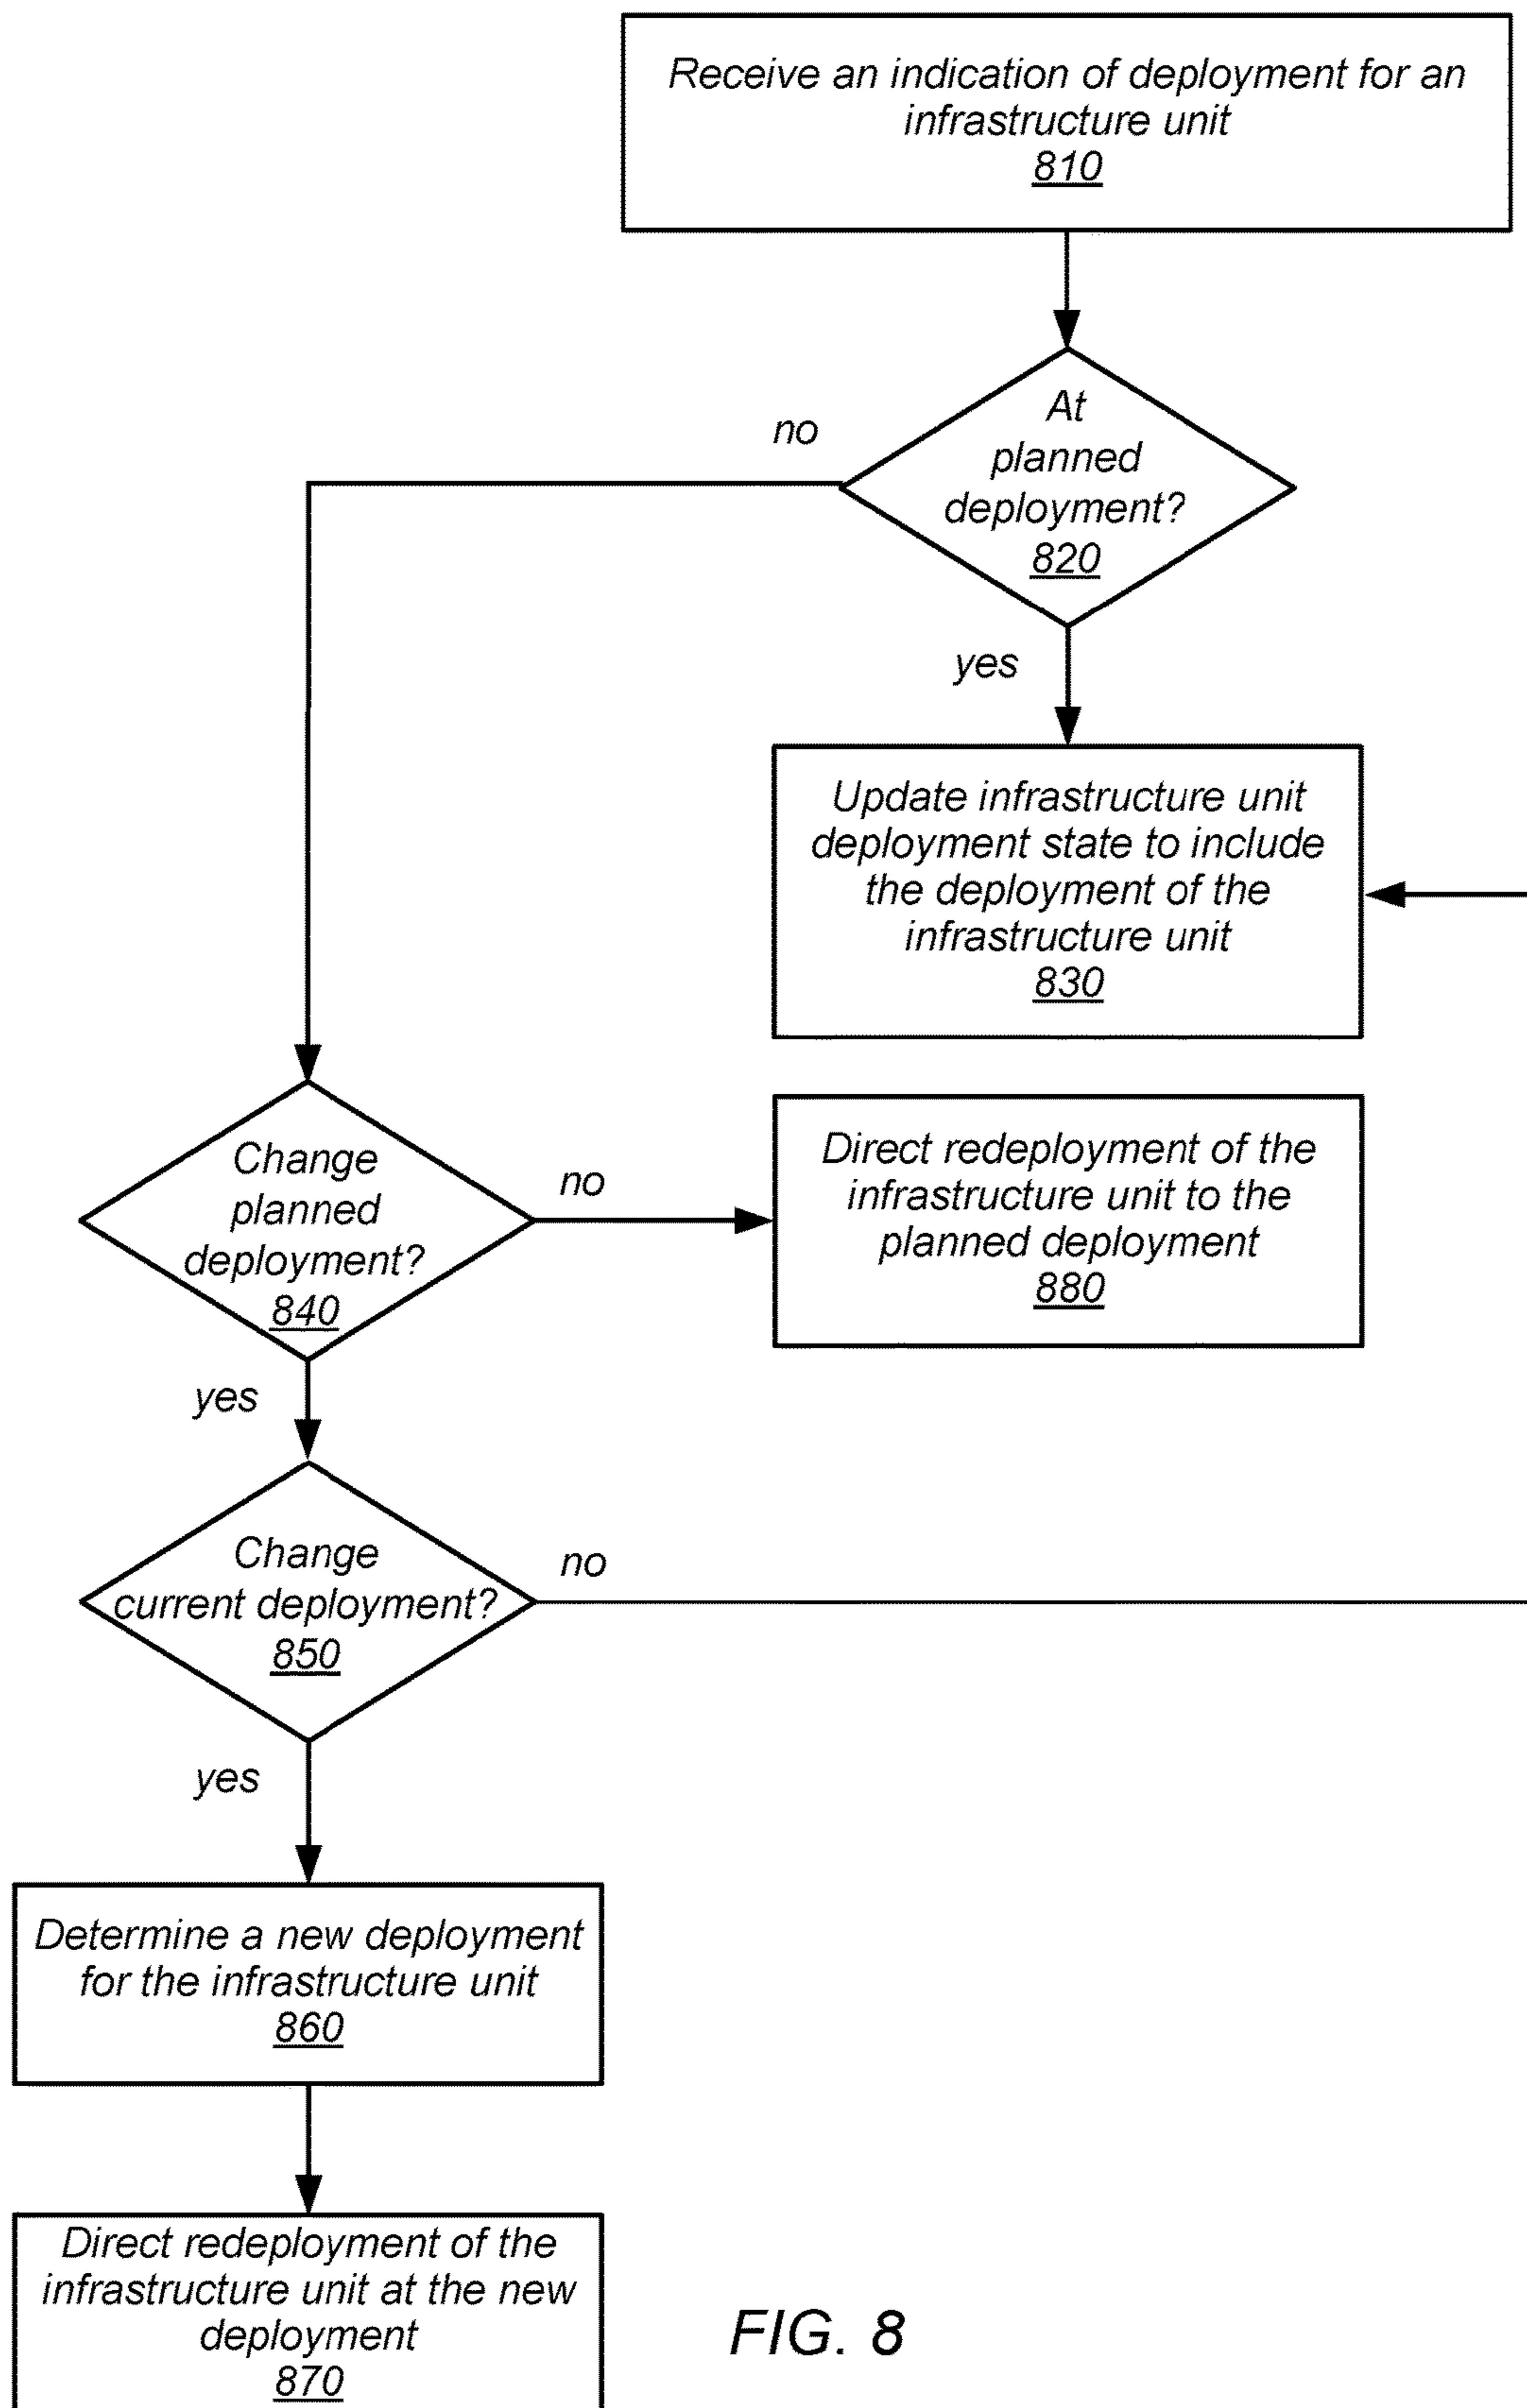 Receive an indication of deployment for an
infrastructure unit
810
no
At
planned
deployment?
820
yes
Update infrastructure unit
deployment state to include
the deployment of the
infrastructure unit
830
Change
planned
deployment?
840
no
Direct redeployment of the
infrastructure unit to the
planned deployment
880
yes
Change
current deployment?
850
no
yes
Determine a new deployment
for the infrastructure unit
860
Direct redeployment of the
infrastructure unit at the new
deployment
870
FIG. 8